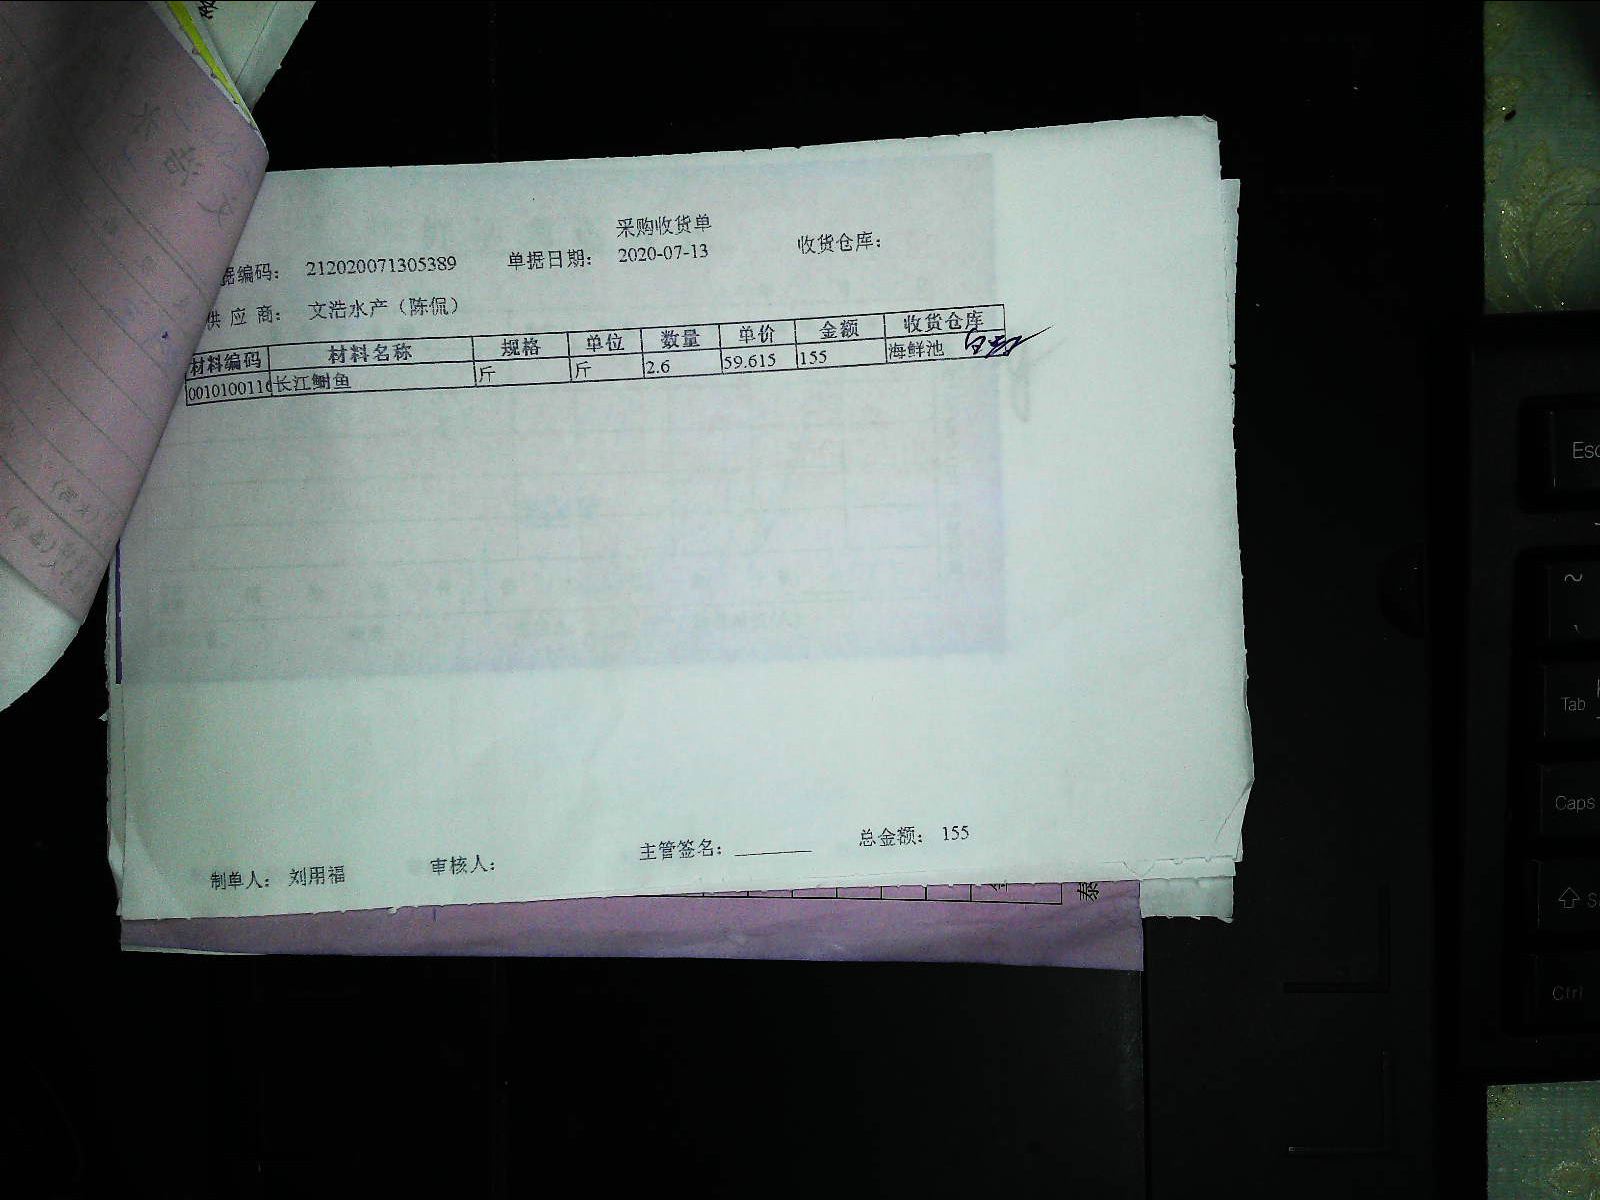 采购收货单
据编码： 212020071305389 单据日期： 2020-07-13 收货仓库：
供 应 商： 文浩水产（陈侃）
材料编码 材料名称 规格 单位 数量 单价 金额 收货仓库
001010011 长江鮰鱼 斤 斤 2.6 59.615 155 海鲜池
制单人： 刘用福 审核人： 主管签名： 总金额： 155
泰
Esc
~
Tab
Caps
Ctrl